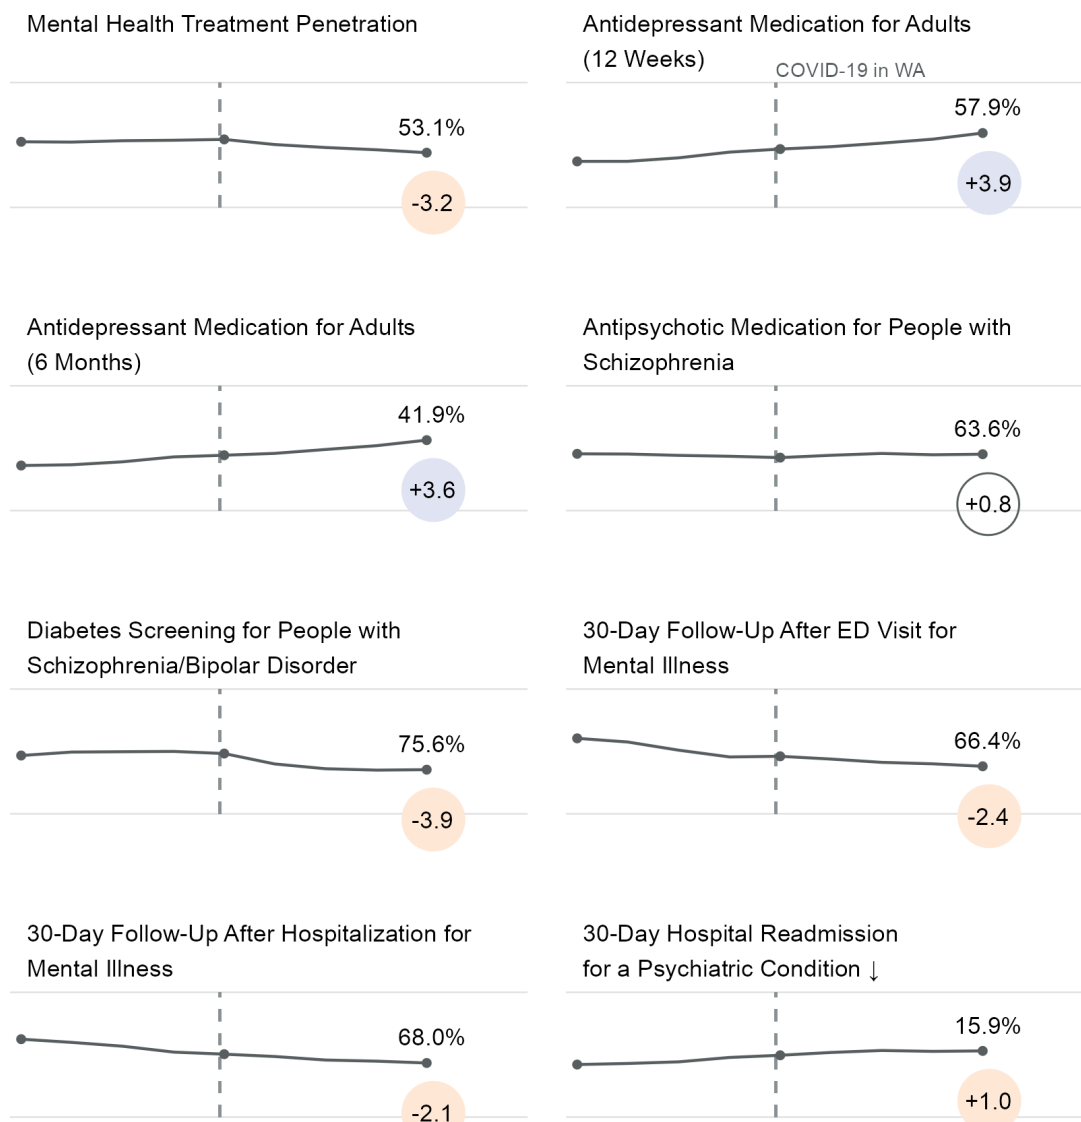 Mental Health Treatment Penetration
53.1%
-3.2
Antidepressant Medication for Adults
(12 Weeks)
COVID-19 in WA
57.9%
+3.9
Antidepressant Medication for Adults
(6 Months)
41.9%
+3.6
Antipsychotic Medication for People with
Schizophrenia
63.6%
+0.8
Diabetes Screening for People with
Schizophrenia/Bipolar Disorder
75.6%
-3.9
30-Day Follow-Up After ED Visit for
Mental Illness
66.4%
-2.4
30-Day Follow-Up After Hospitalization for
Mental Illness
68.0%
-2.1
30-Day Hospital Readmission
for a Psychiatric Condition ↓
15.9%
+1.0